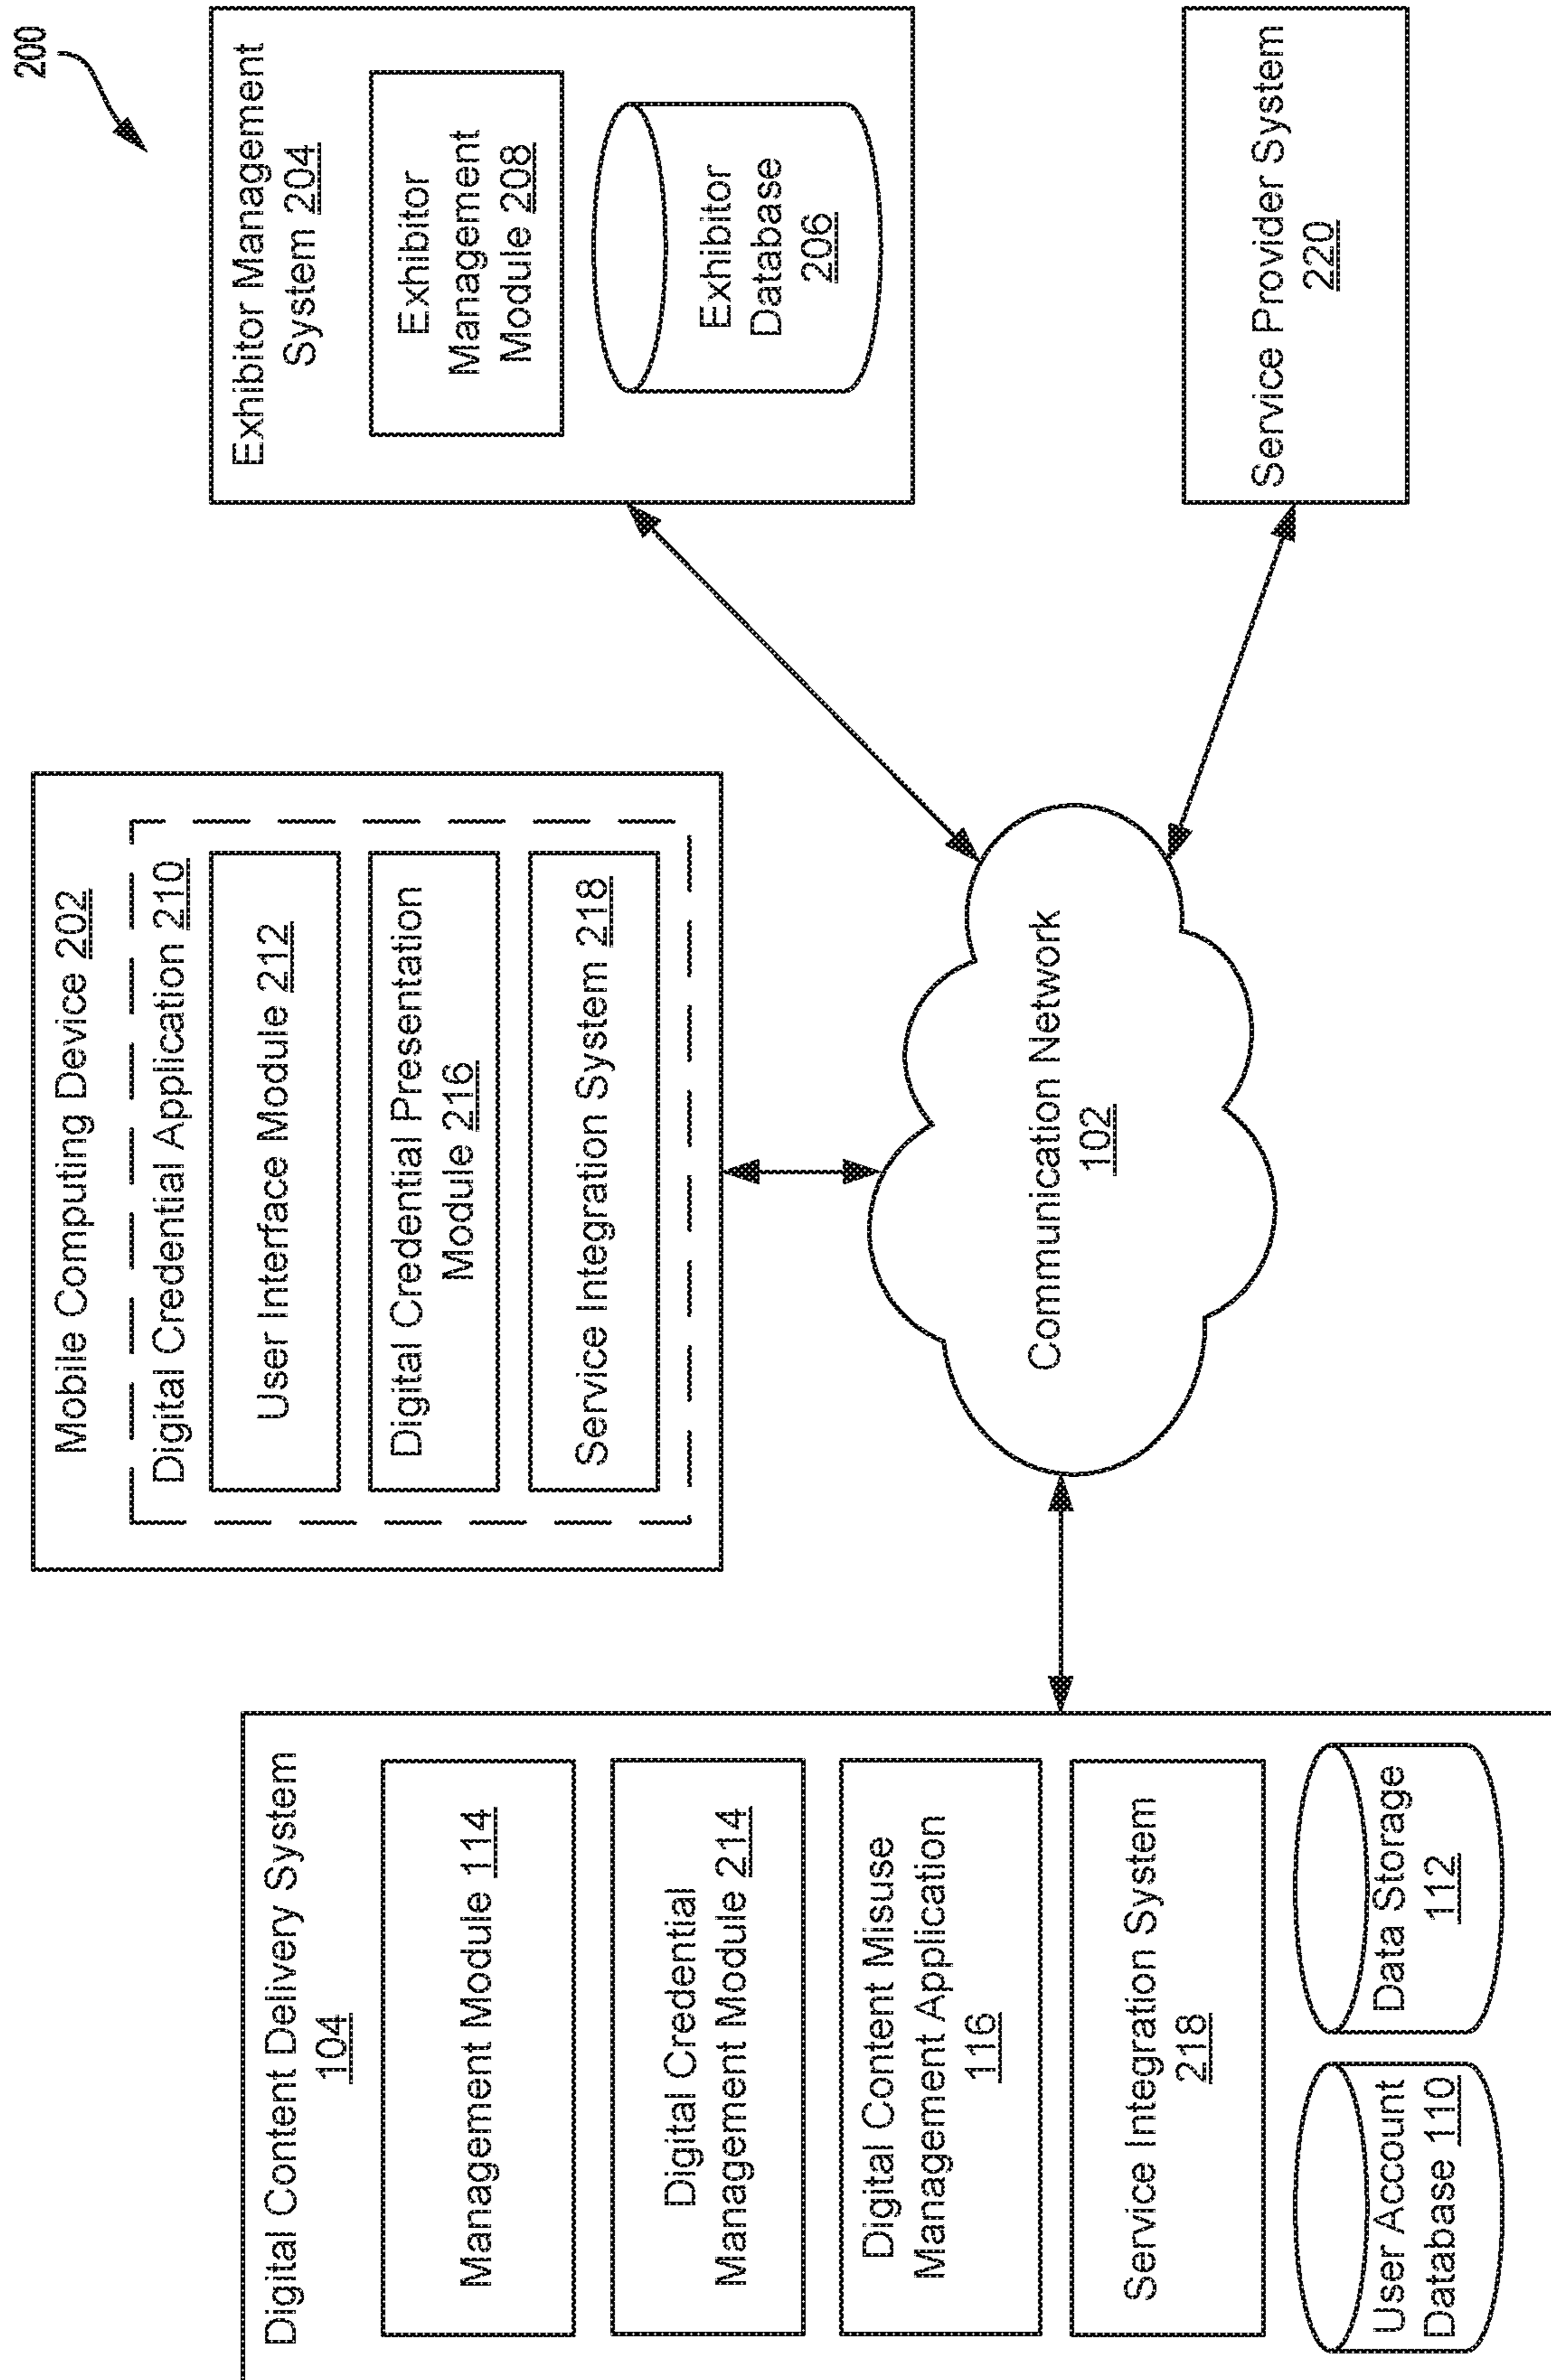 200
Digital Content Delivery System
104
Management Module 114
Digital Credential
Management Module 214
Digital Content Misuse
Management Application
116
Service Integration System
218
User Account
Database 110
Data Storage
112
Mobile Computing Device 202
Digital Credential Application 210
User Interface Module 212
Digital Credential Presentation
Module 216
Service Integration System 218
Communication Network
102
Exhibitor Management
System 204
Exhibitor
Management
Module 208
Exhibitor
Database
206
Service Provider System
220